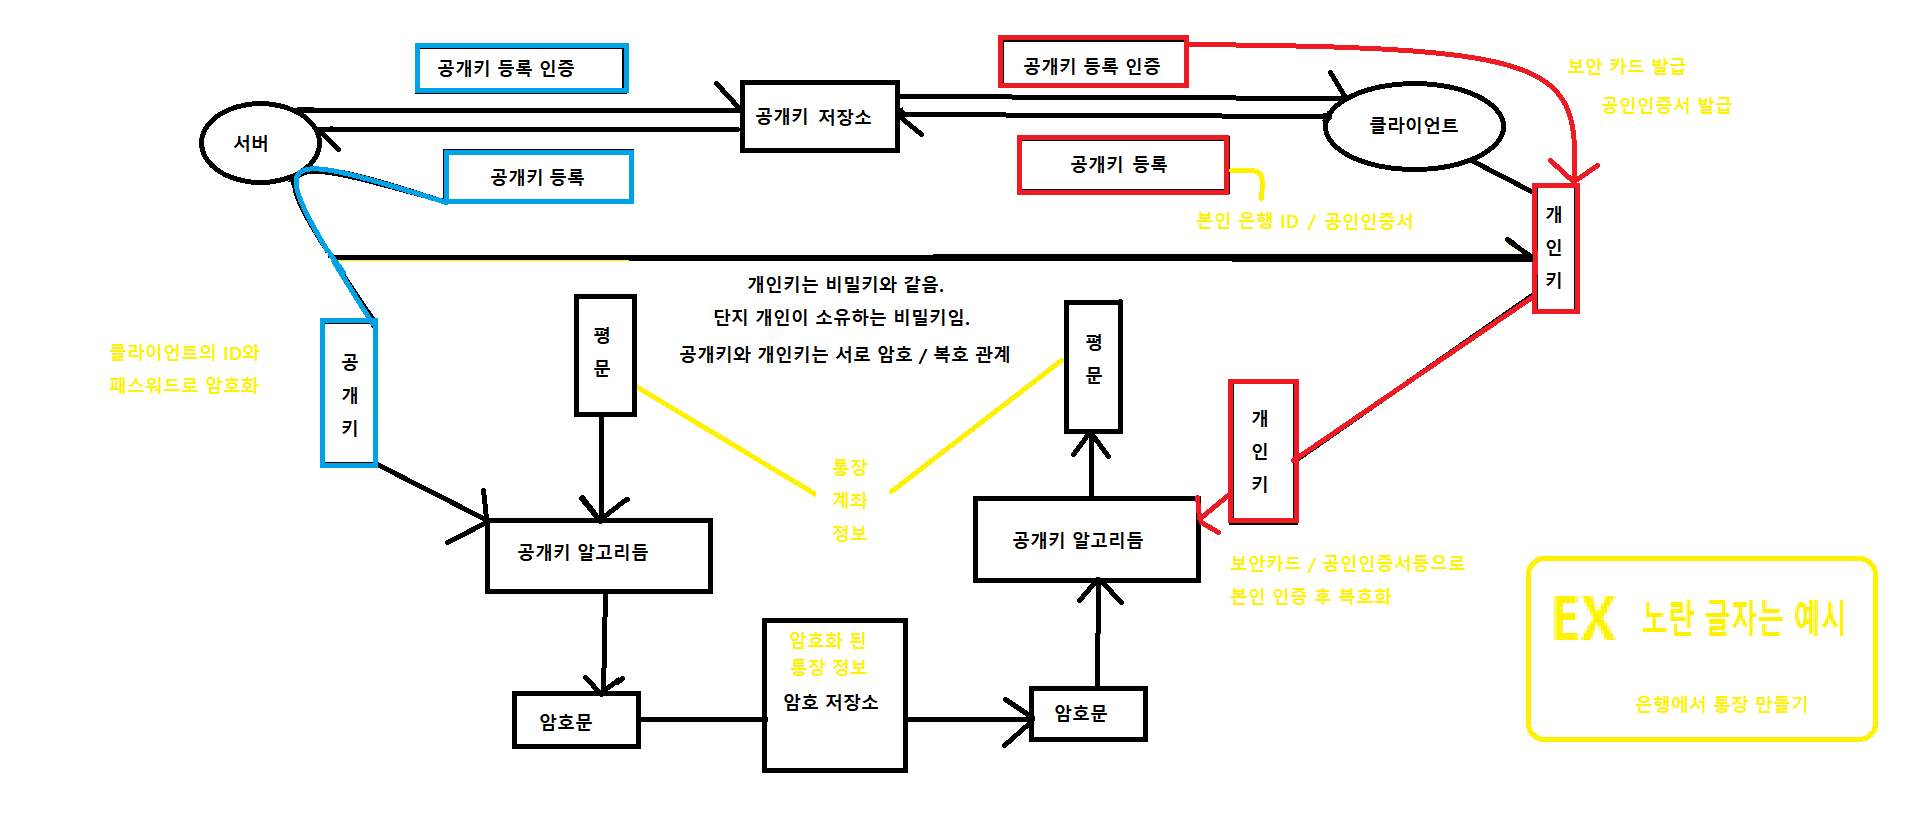 공개키 등록 인증
공개키 등록 인증
보안 카드 발급
공인인증서 발급
서버
공개키 저장소
클라이언트
공개키 등록
공개키 등록
본인 은행 ID / 공인인증서
개
인
키
개인키는 비밀키와 같음.
단지 개인이 소유하는 비밀키임.
공개키와 개인키는 서로 암호 / 복호 관계
클라이언트의 ID와
패스워드로 암호화
공
개
키
평
문
평
문
개
인
키
통장
계좌
정보
공개키 알고리듬
공개키 알고리듬
보안카드 / 공인인증서등으로
본인 인증 후 복호화
암호문
암호화 된
통장 정보
암호 저장소
암호문
EX 노란 글자는 예시
은행에서 통장 만들기